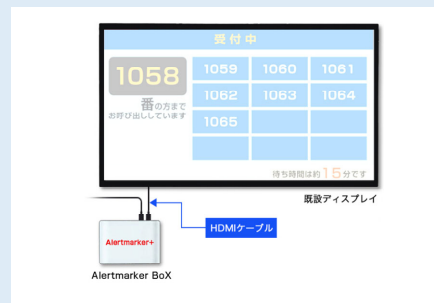 受付中
1058
番の方まで
お呼び出ししています
1059 1060 1061
1062 1063 1064
1065
待ち時間は約15分です
既設ディスプレイ
HDMIケーブル
Alertmarker+
Alertmarker BoX